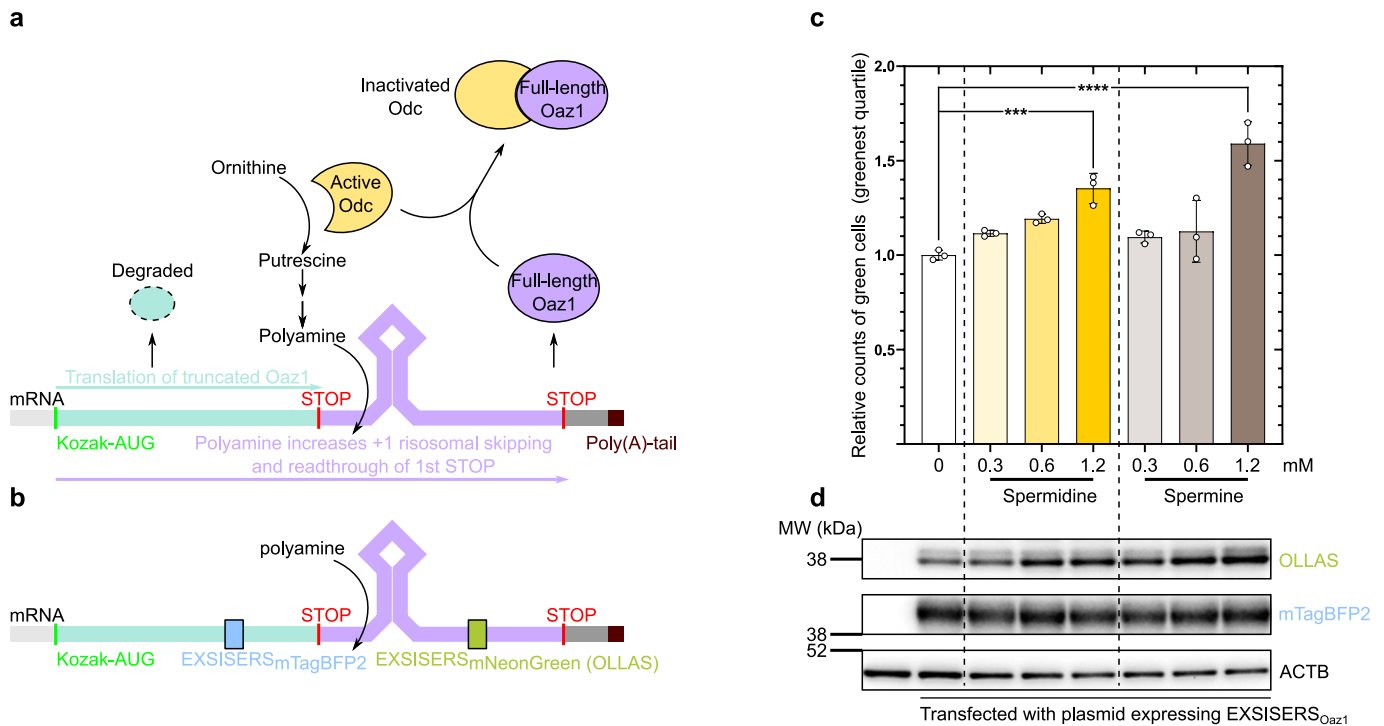 a
Inactivated
Odc
Full-length
Oaz1
Ornithine
Active
Odc
Degraded
Putrescine
Full-length
Oaz1
Polyamine
Translation of truncated Oaz1
mRNA
STOP
STOP
Kozak-AUG
Polyamine increases +1 risosomal skipping
and readthrough of 1st STOP
Poly(A)-tail
b
polyamine
mRNA
STOP
STOP
Kozak-AUG
EXSISERSmTagBFP2
EXSISERSmNeonGreen (OLLAS)
c
Relative counts of green cells (greenest quartile)
2.0
1.5
1.0
0.5
****
***
0
0.3
0.6
1.2
0.3
0.6
1.2
mM
Spermidine
Spermine
d
MW (kDa)
38
OLLAS
mTagBFP2
38
52
ACTB
Transfected with plasmid expressing EXSISERSOaz1